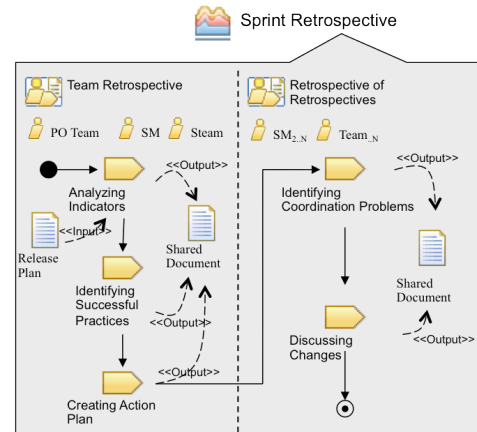 Sprint Retrospective
Team Retrospective
PO Team
SM
Steam
<<Output>>
Analyzing
Indicators
<<Input>>
Release
Plan
Shared
Document
Identifying
Successful
Practices
<<Output>>
<<Output>>
Creating Action
Plan
Retrospective of
Retrospectives
SM2..N
Team..N
<<Output>>
Identifying
Coordination Problems
Shared
Document
Discussing
Changes
<<Output>>